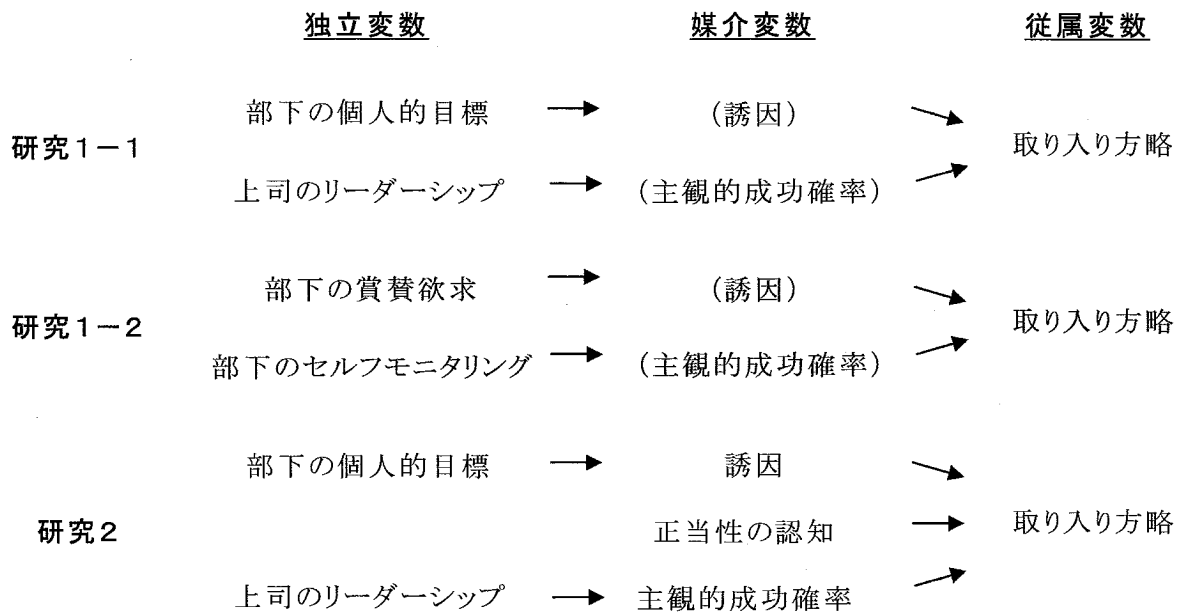 独立変数 媒介変数 従属変数
部下の個人的目標 → (誘因)
研究1-1 取り入り方略
上司のリーダーシップ → (主観的成功確率)
部下の賞賛欲求 → (誘因)
研究1-2 取り入り方略
部下のセルフモニタリング → (主観的成功確率)
部下の個人的目標 → 誘因
研究2 正当性の認知 → 取り入り方略
上司のリーダーシップ → 主観的成功確率